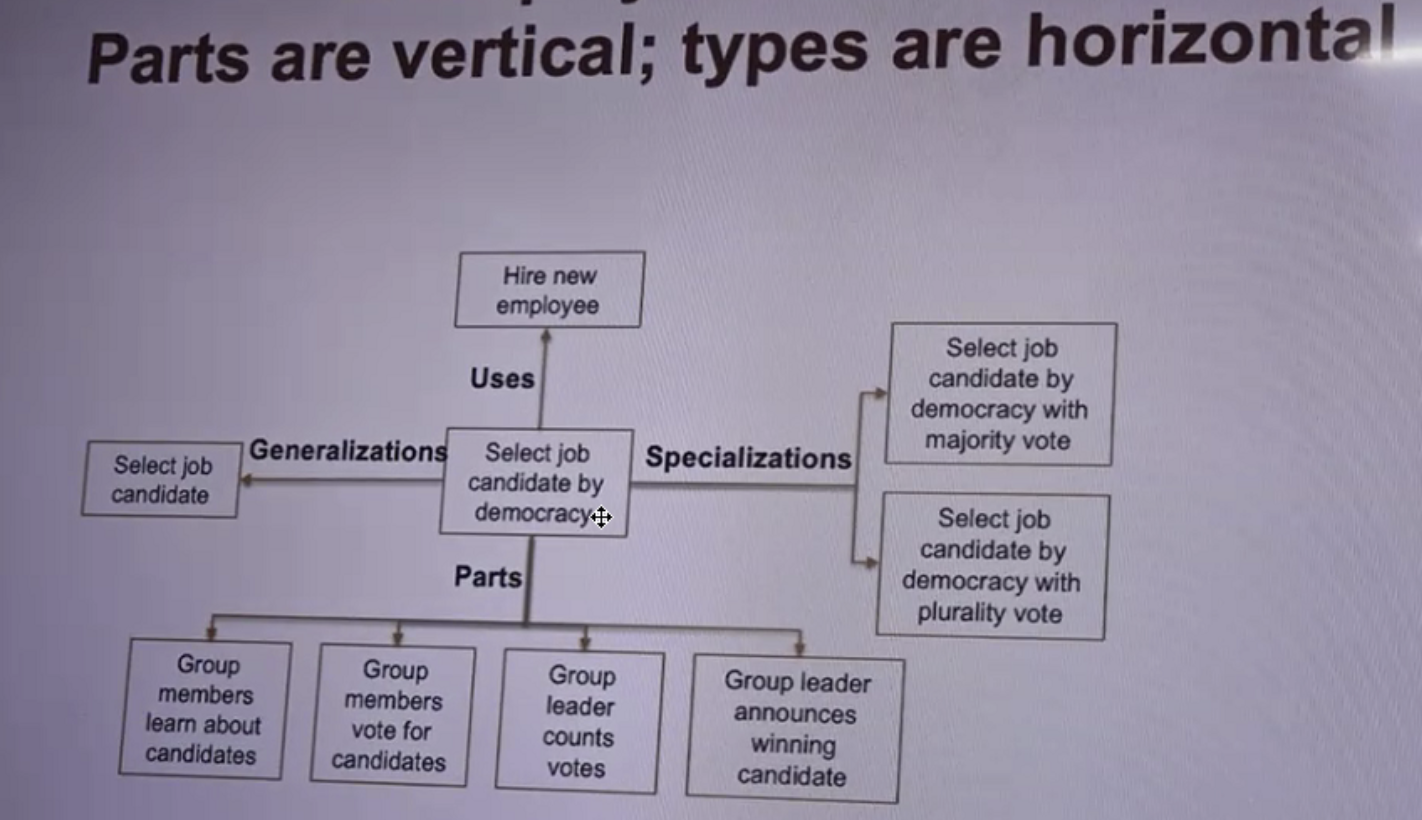 Parts are vertical; types are horizontal
Hire new
employee
Uses
Select job
candidate by
democracy with
majority vote
Generalizations
Select job
candidate by
democracy
Specializations
Select job
candidate
Select job
candidate by
democracy with
plurality vote
Parts
Group
members
learn about
candidates
Group
members
vote for
candidates
Group
leader
counts
votes
Group leader
announces
winning
candidate